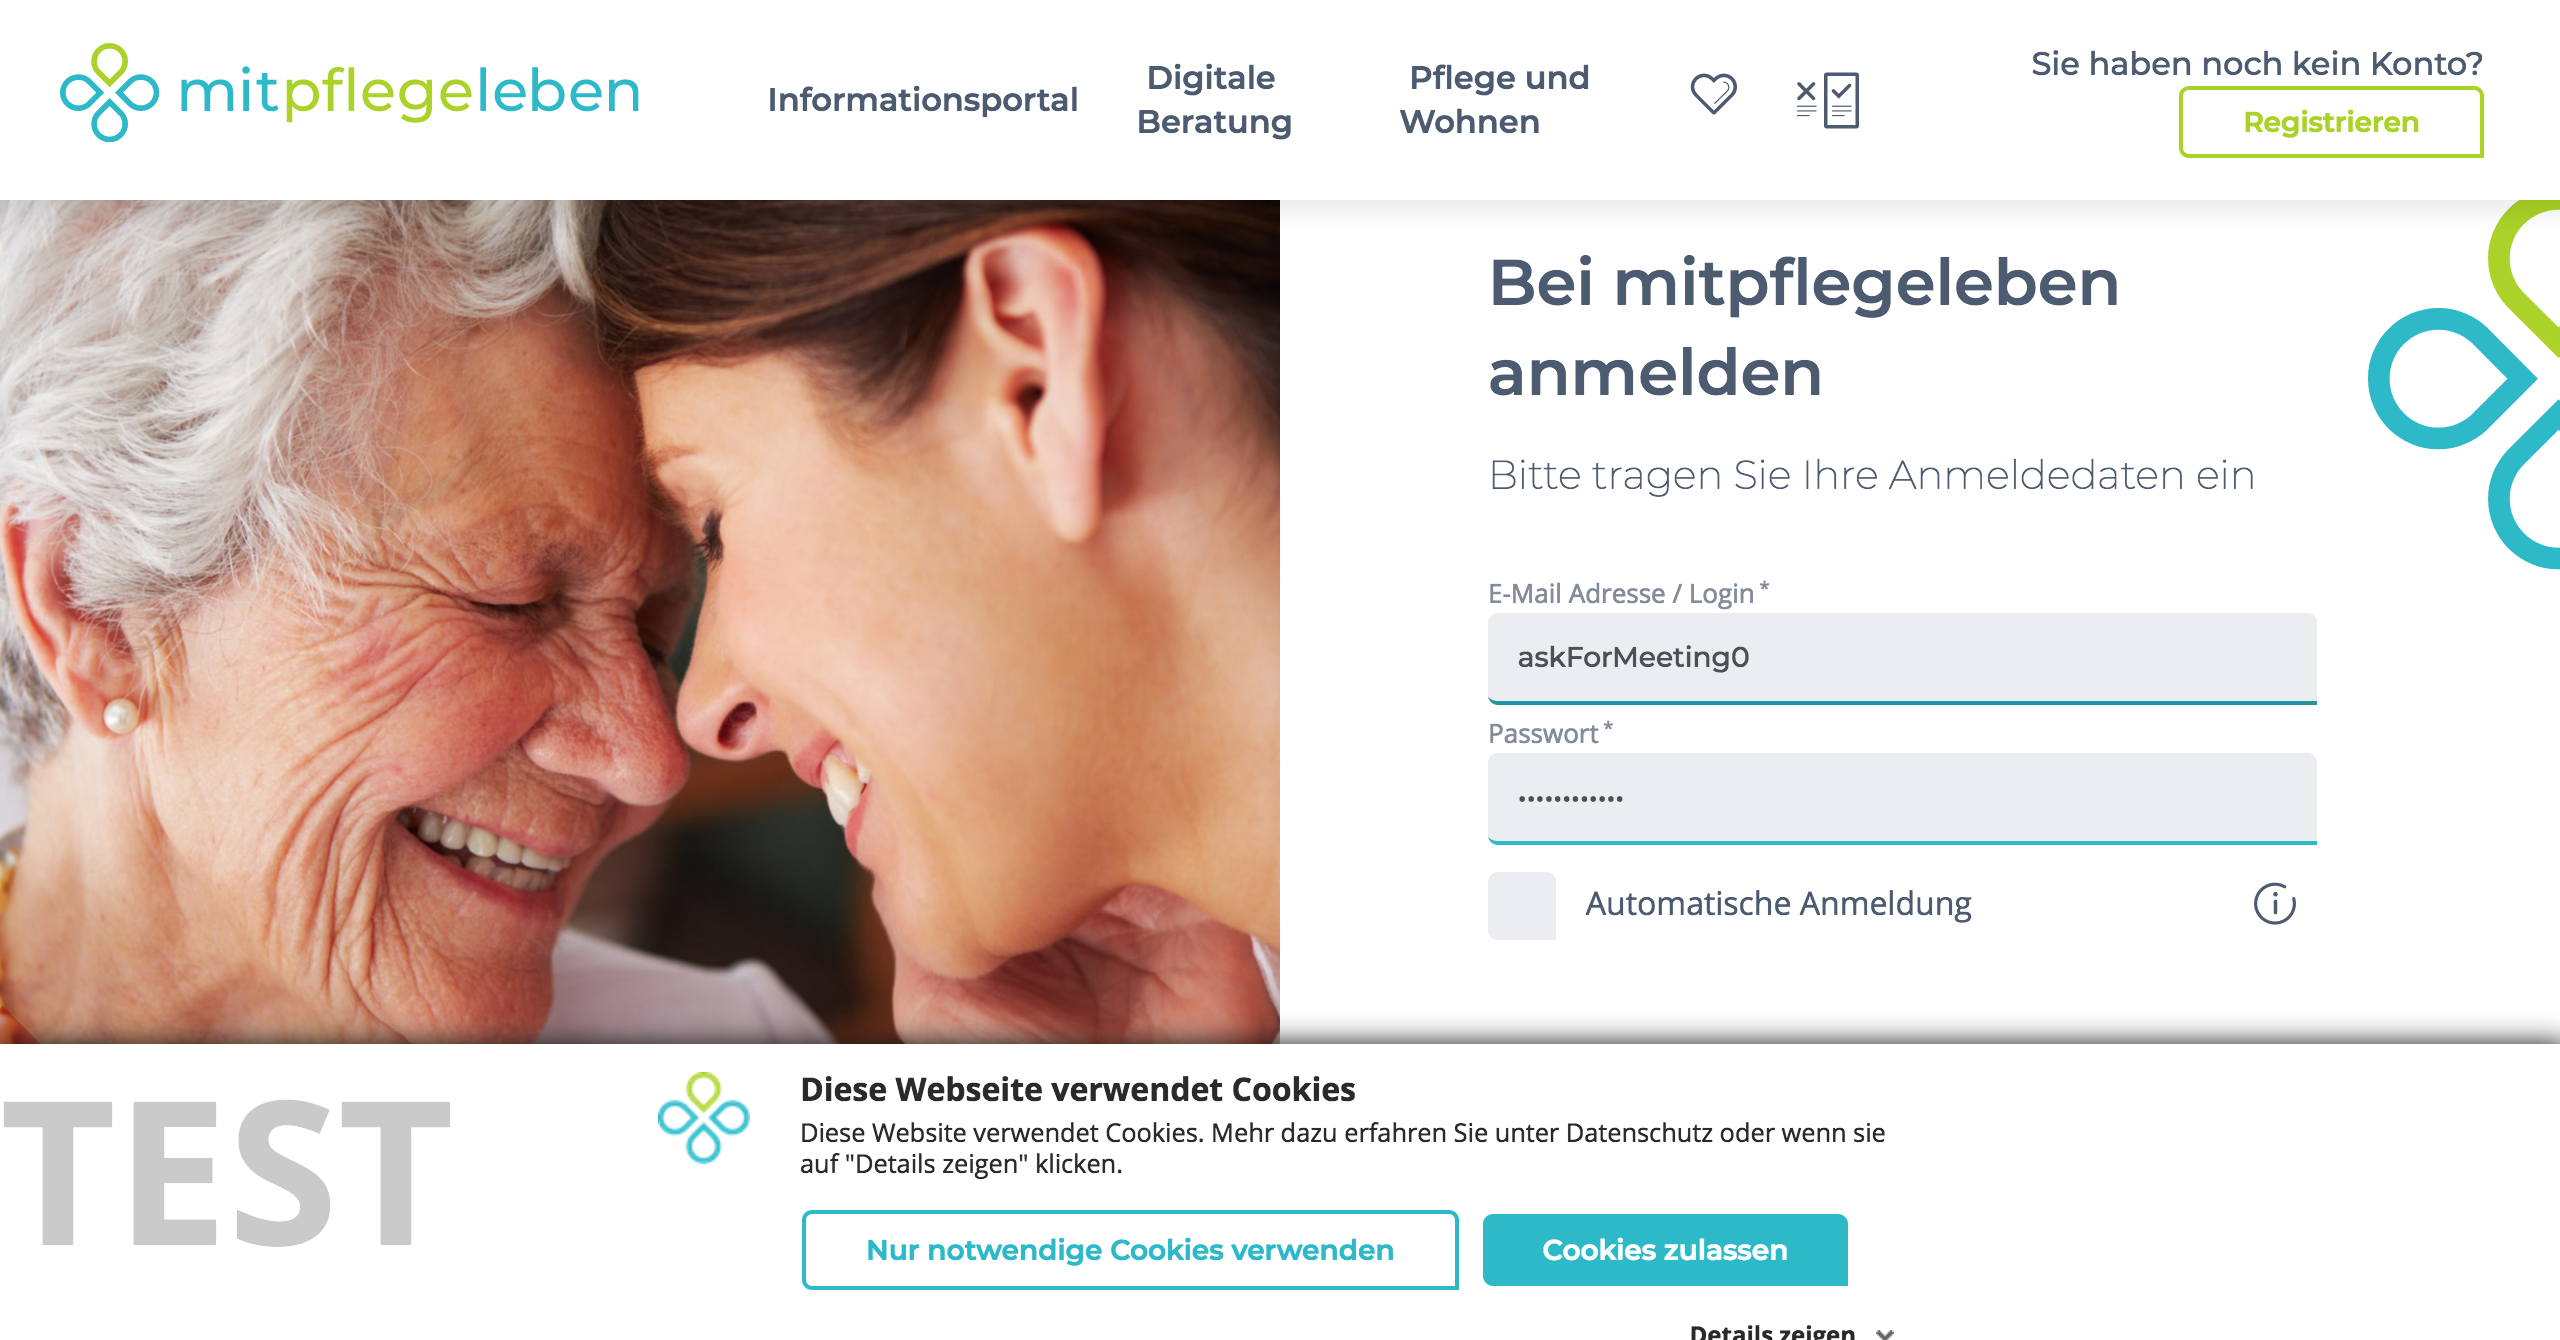 mitpflegeleben
Informationsportal
Digitale
Beratung
Pflege und
Wohnen
Sie haben noch kein Konto?
Registrieren
Bei mitpflegeleben
anmelden
Bitte tragen Sie Ihre Anmeldedaten ein
E-Mail Adresse / Login *
askForMeeting0
Passwort *
••••••••••••
Automatische Anmeldung
TEST
Diese Webseite verwendet Cookies
Diese Website verwendet Cookies. Mehr dazu erfahren Sie unter Datenschutz oder wenn sie
auf "Details zeigen" klicken.
Nur notwendige Cookies verwenden
Cookies zulassen
Details zeigen